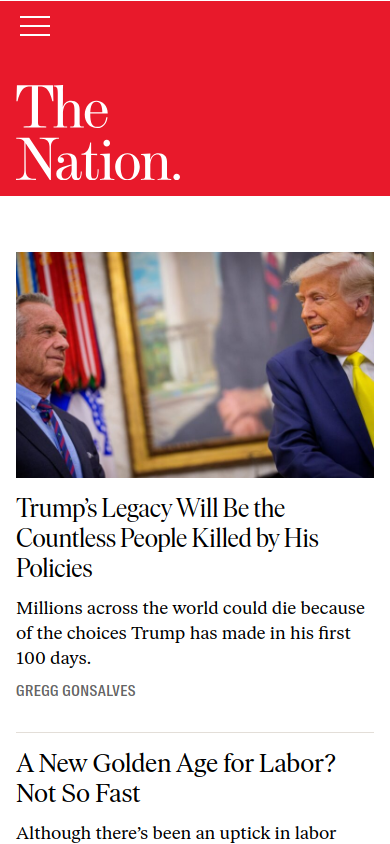 The
Nation.
Trump’s Legacy Will Be the
Countless People Killed by His
Policies
Millions across the world could die because
of the choices Trump has made in his first
100 days.
GREGG GONSALVES
A New Golden Age for Labor?
Not So Fast
Although there’s been an uptick in labor